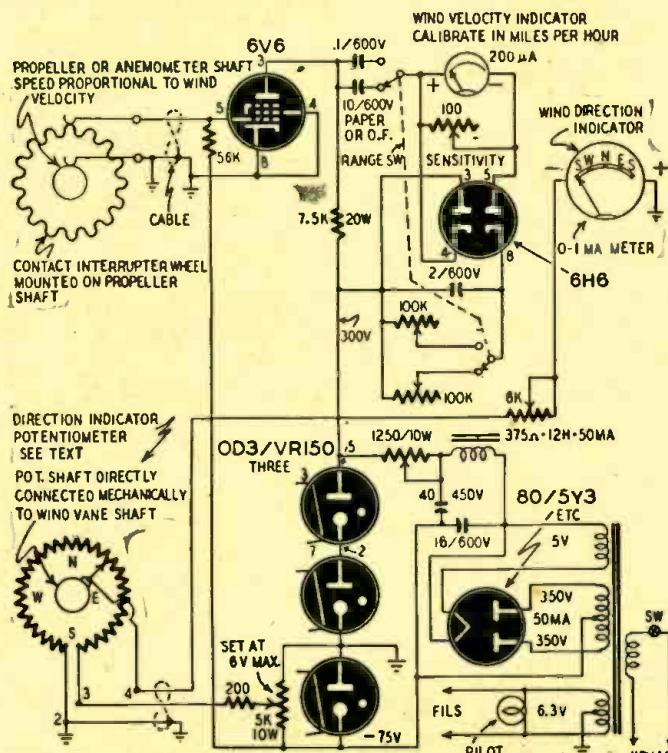 WIND VELOCITY INDICATOR
CALIBRATE IN MILES PER HOUR
200 µA
+
-
6V6
3
5
4
8
.1/600V
10/600V
PAPER
OR O.F.
RANGE SW
100
SENSITIVITY
3 5
4
8
6H6
WIND DIRECTION
INDICATOR
S W N E S
-
+
0-1 MA METER
PROPELLER OR ANEMOMETER SHAFT
SPEED PROPORTIONAL TO WIND
VELOCITY
56K
CABLE
CONTACT INTERRUPTER WHEEL
MOUNTED ON PROPELLER
SHAFT
7.5K
20W
2/600V
100K
300V
100K
8K
DIRECTION INDICATOR
POTENTIOMETER
SEE TEXT
POT. SHAFT DIRECTLY
CONNECTED MECHANICALLY
TO WIND VANE SHAFT
OD3/VR150
THREE
5
3
7
2
1250/10W
375Ω·12H·50MA
40
450V
16/600V
80/5Y3
ETC
5V
350V
50MA
350V
SW
N
W
E
S
3
4
2
SET AT
6V MAX.
200
5K
10W
-75V
FILS
6.3V
PILOT